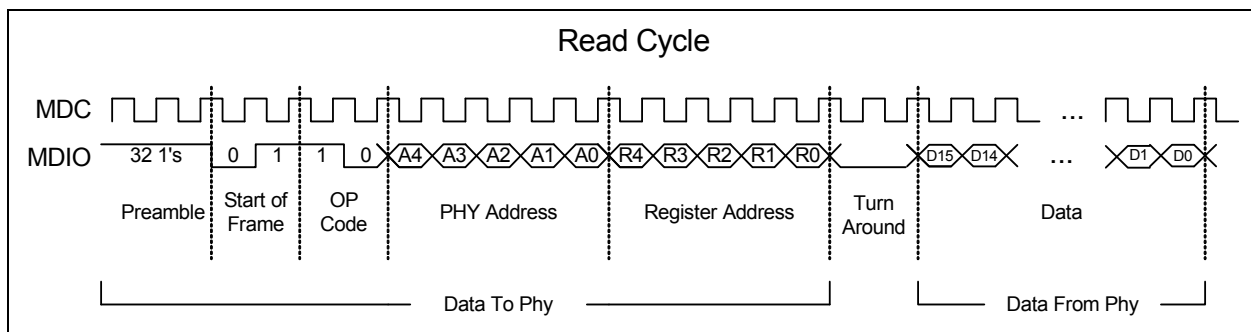 Read Cycle
MDC ...
MDIO 32 1's 0 1 1 0 A4 A3 A2 A1 A0 R4 R3 R2 R1 R0 D15 D14 ... D1 D0
Preamble Start of Frame OP Code PHY Address Register Address Turn Around Data
Data To Phy Data From Phy